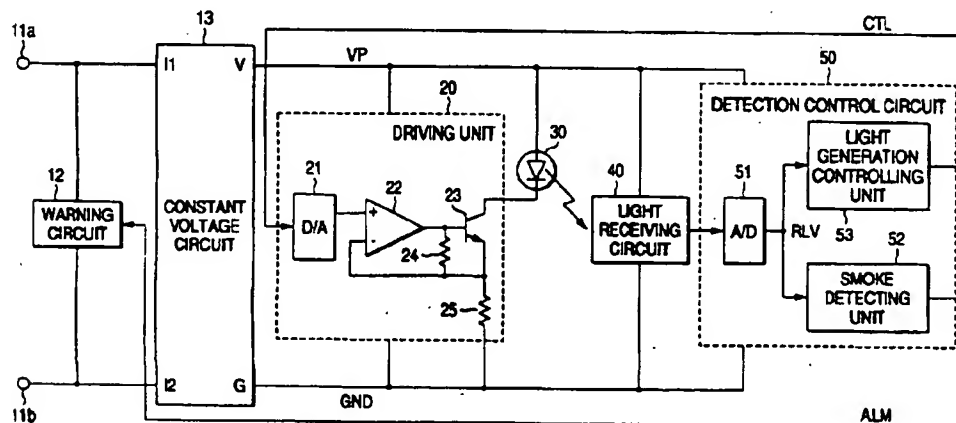 11a
13
CTL
I1
V
VP
50
20
DRIVING UNIT
DETECTION CONTROL CIRCUIT
30
LIGHT
GENERATION
CONTROLLING
UNIT
12
21
22
23
40
51
WARNING
CIRCUIT
CONSTANT
VOLTAGE
CIRCUIT
D/A
+
-
24
LIGHT
RECEIVING
CIRCUIT
A/D
RLV
53
52
25
SMOKE
DETECTING
UNIT
I2
G
GND
11b
ALM